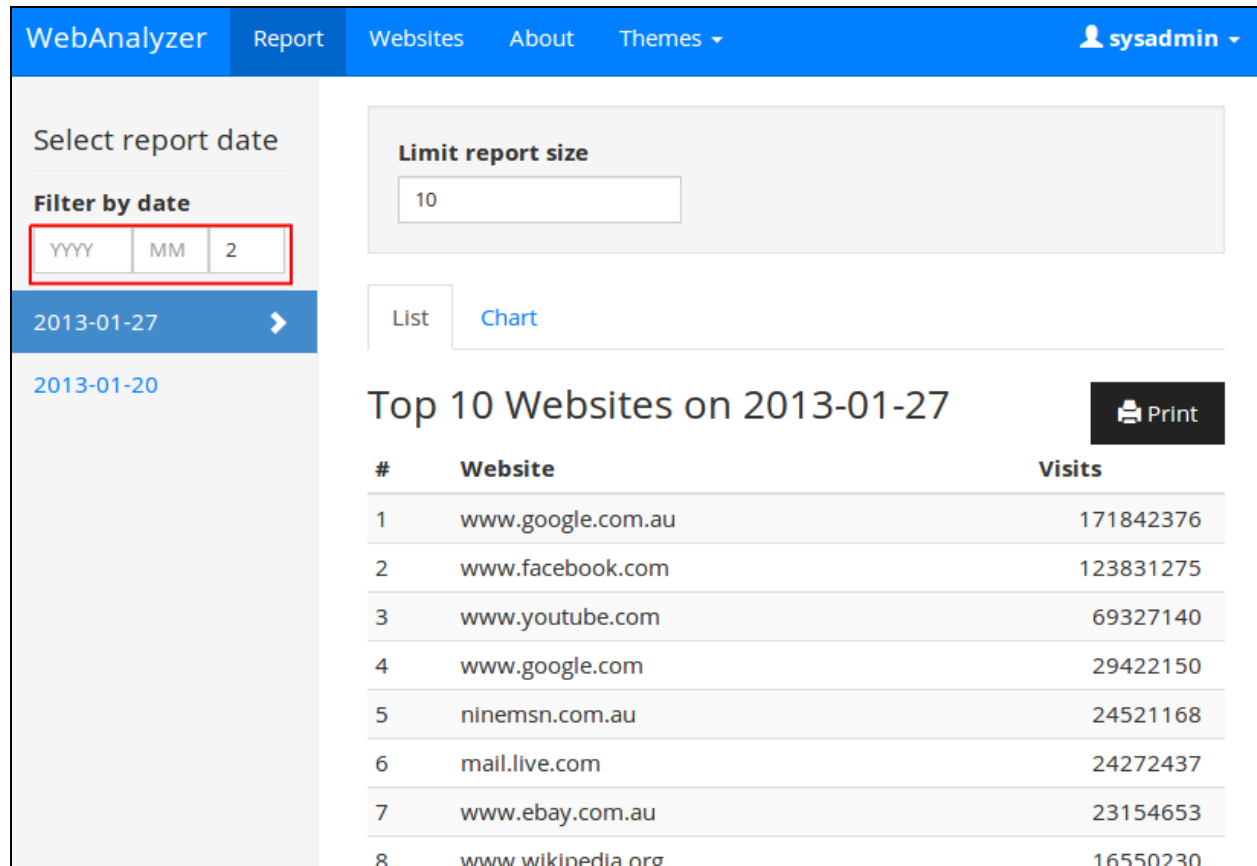 WebAnalyzer Report Websites About Themes sysadmin
Select report date
Filter by date
YYYY MM 2
2013-01-27
2013-01-20
Limit report size
10
List Chart
Top 10 Websites on 2013-01-27
Print
# Website Visits
1 www.google.com.au 171842376
2 www.facebook.com 123831275
3 www.youtube.com 69327140
4 www.google.com 29422150
5 ninemsn.com.au 24521168
6 mail.live.com 24272437
7 www.ebay.com.au 23154653
8 www.wikipedia.org 16550230